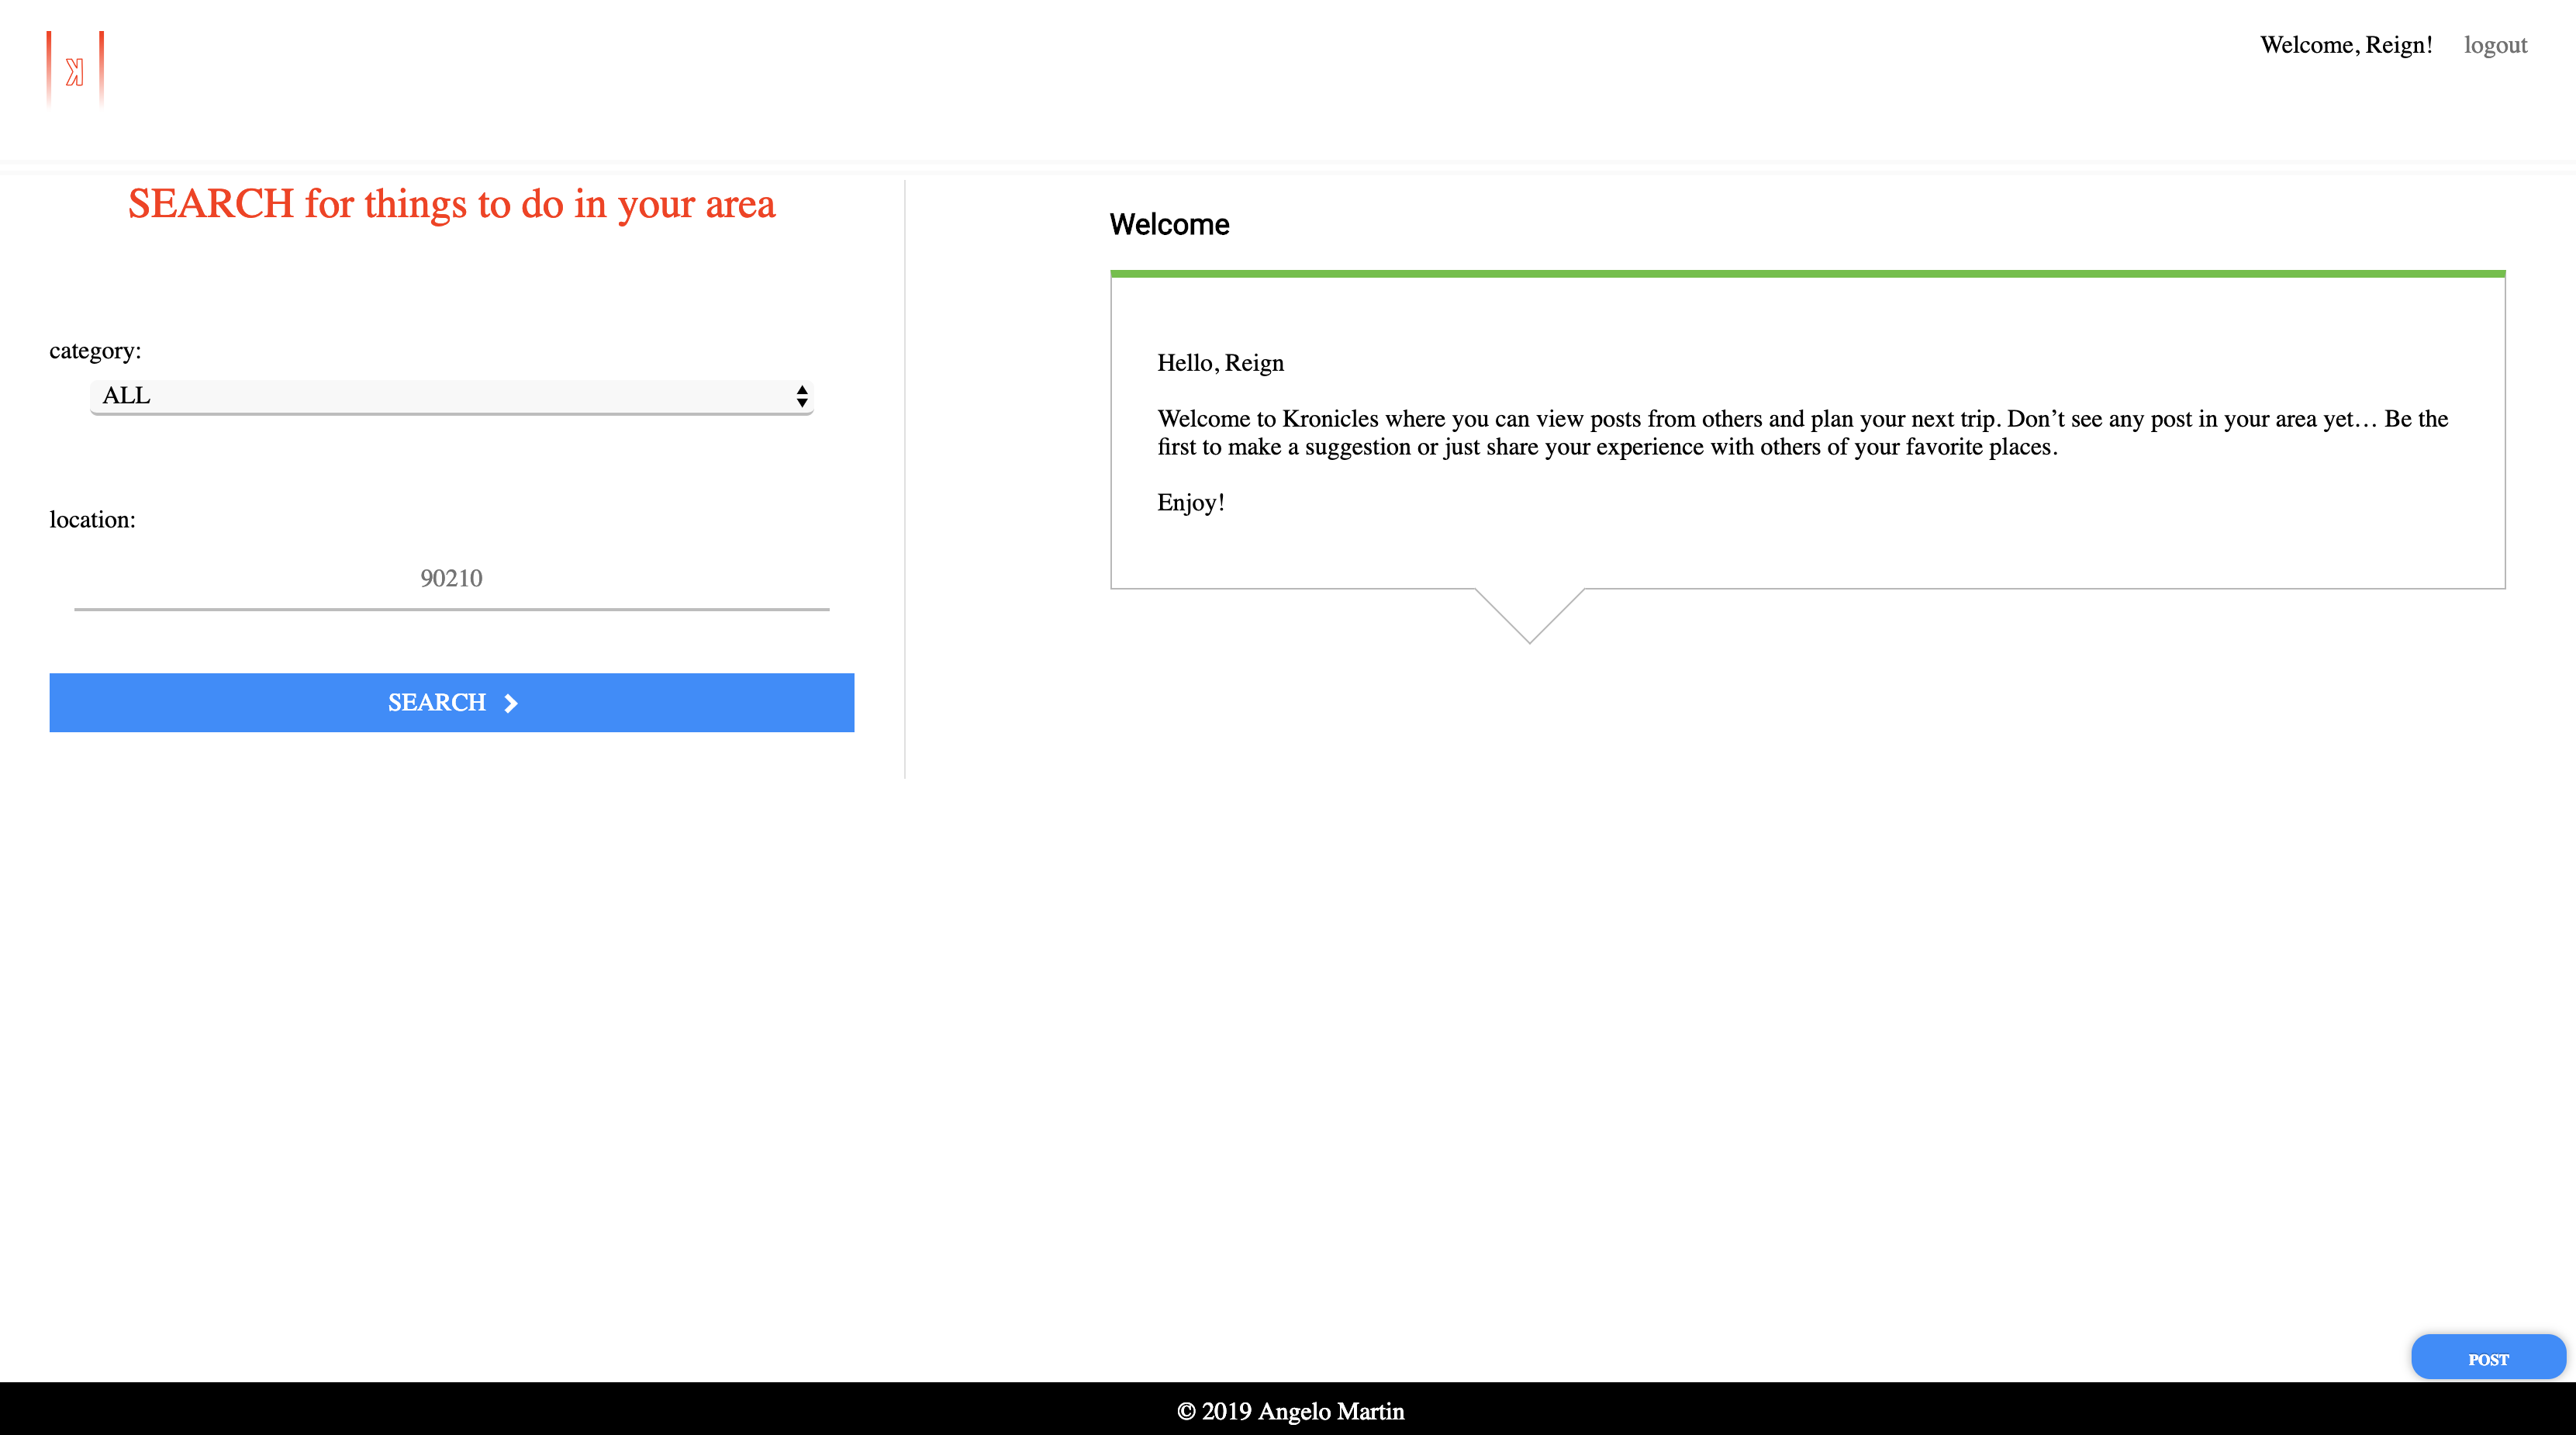 K
Welcome, Reign! logout
SEARCH for things to do in your area
category:
ALL
location:
90210
SEARCH
Welcome
Hello, Reign
Welcome to Kronicles where you can view posts from others and plan your next trip. Don’t see any post in your area yet… Be the
first to make a suggestion or just share your experience with others of your favorite places.
Enjoy!
POST
© 2019 Angelo Martin